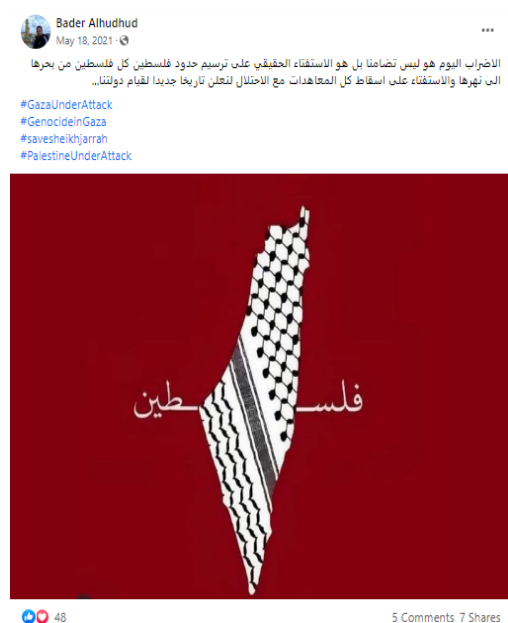 Bader Alhudhud
May 18, 2021 ·
الاضراب اليوم هو ليس تضامنا بل هو الاستفتاء الحقيقي على ترسيم حدود فلسطين كل فلسطين من بحرها
الى نهرها والاستفتاء على اسقاط كل المعاهدات مع الاحتلال لنعلن تاريخا جديدا لقيام دولتنا,,,
#GazaUnderAttack
#GenocideinGaza
#savesheikhjarrah
#PalestineUnderAttack
فلسـطين
48
5 Comments 7 Shares